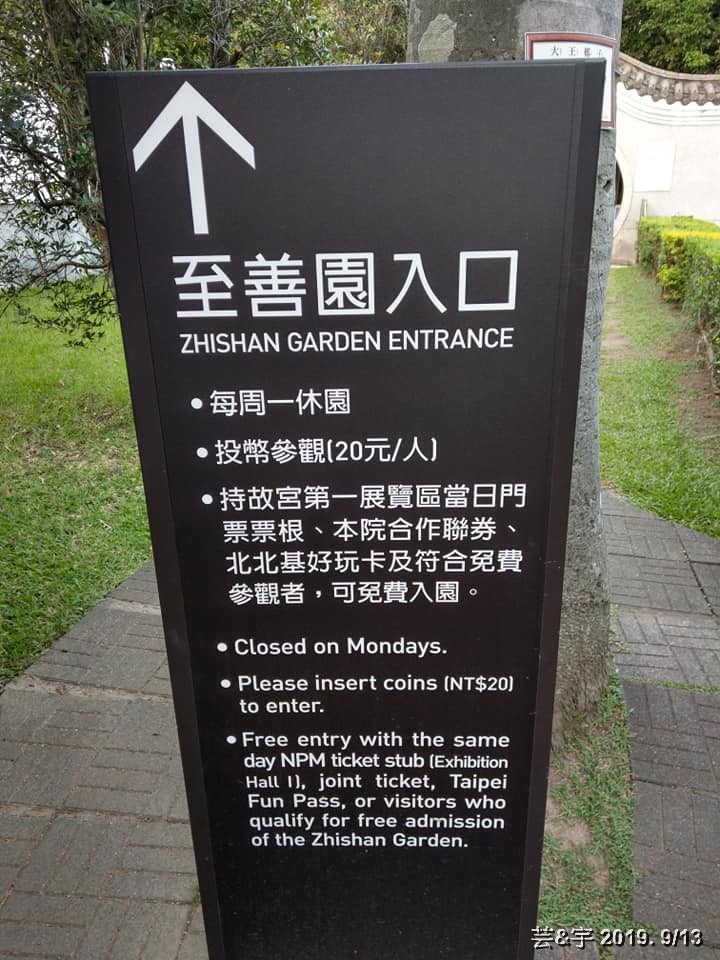 大王椰子
至善園入口
ZHISHAN GARDEN ENTRANCE
•每周一休園
•投幣參觀(20元/人)
•持故宮第一展覽區當日門
票票根、本院合作聯券、
北北基好玩卡及符合免費
參觀者，可免費入園。
•Closed on Mondays.
•Please insert coins (NT$20)
to enter.
•Free entry with the same
day NPM ticket stub (Exhibition
Hall I), joint ticket, Taipei
Fun Pass, or visitors who
qualify for free admission
of the Zhishan Garden.
芸&宇 2019. 9/13